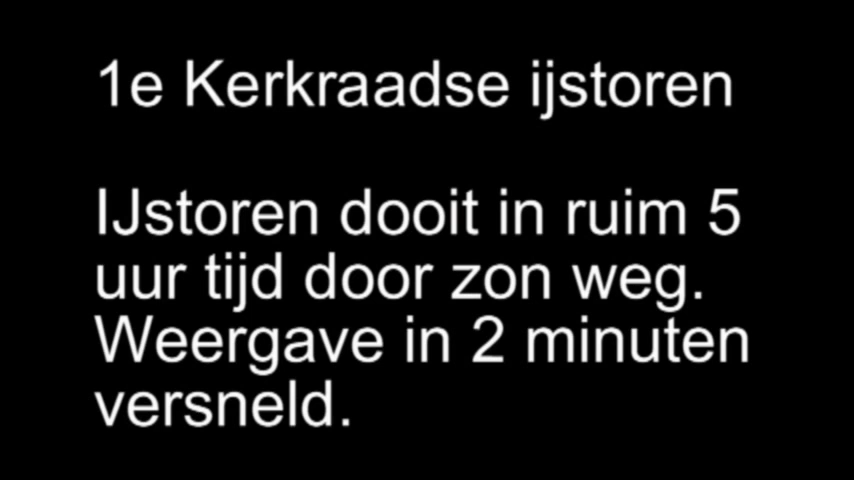 1e Kerkraadse ijstoren
IJstoren dooit in ruim 5
uur tijd door zon weg.
Weergave in 2 minuten
versneld.